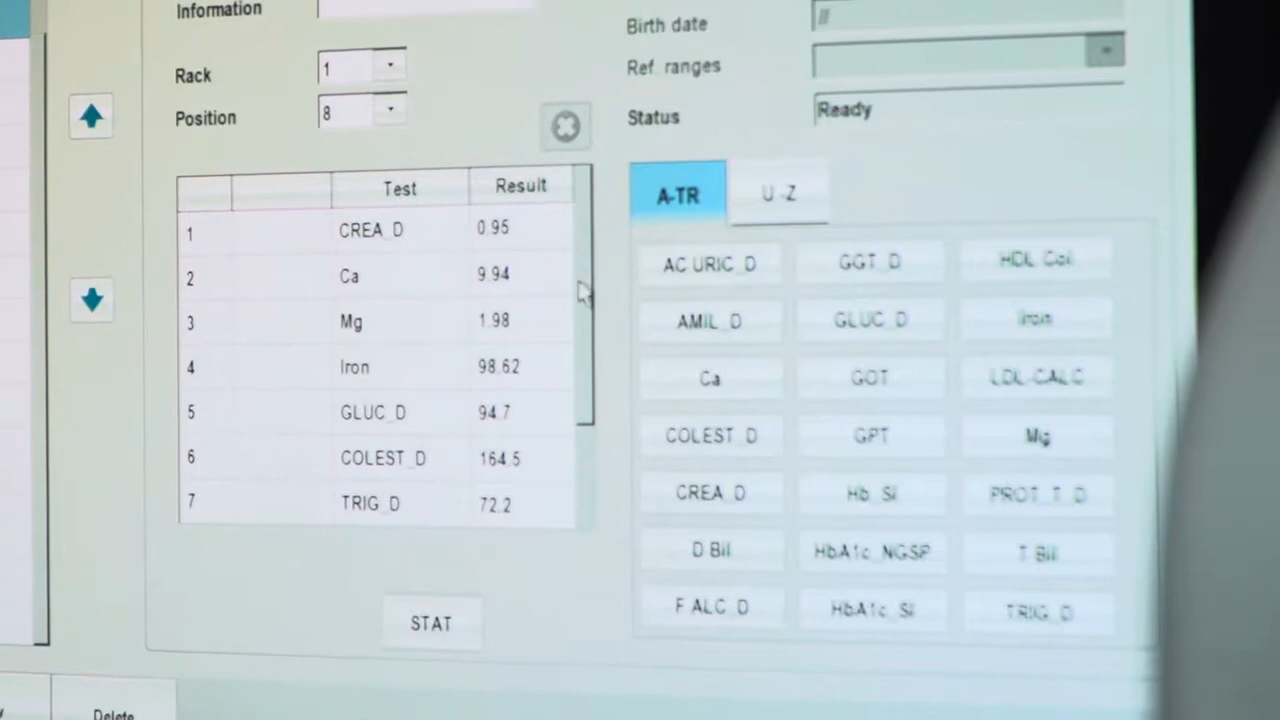 Information
Birth date //
Rack 1
Ref. ranges
Position 8
Status Ready
Test Result
1 CREA_D 0.95
2 Ca 9.94
3 Mg 1.98
4 Iron 98.62
5 GLUC_D 94.7
6 COLEST_D 164.5
7 TRIG_D 72.2
STAT
A-TR U-Z
AC URIC_D GGT_D HDL Col
AMIL_D GLUC_D Iron
Ca GOT LDL-CALC
COLEST_D GPT Mg
CREA_D Hb_SI PROT_T_D
D Bil HbA1c_NGSP T Bil
F ALC_D HbA1c_SI TRIG_D
Delete